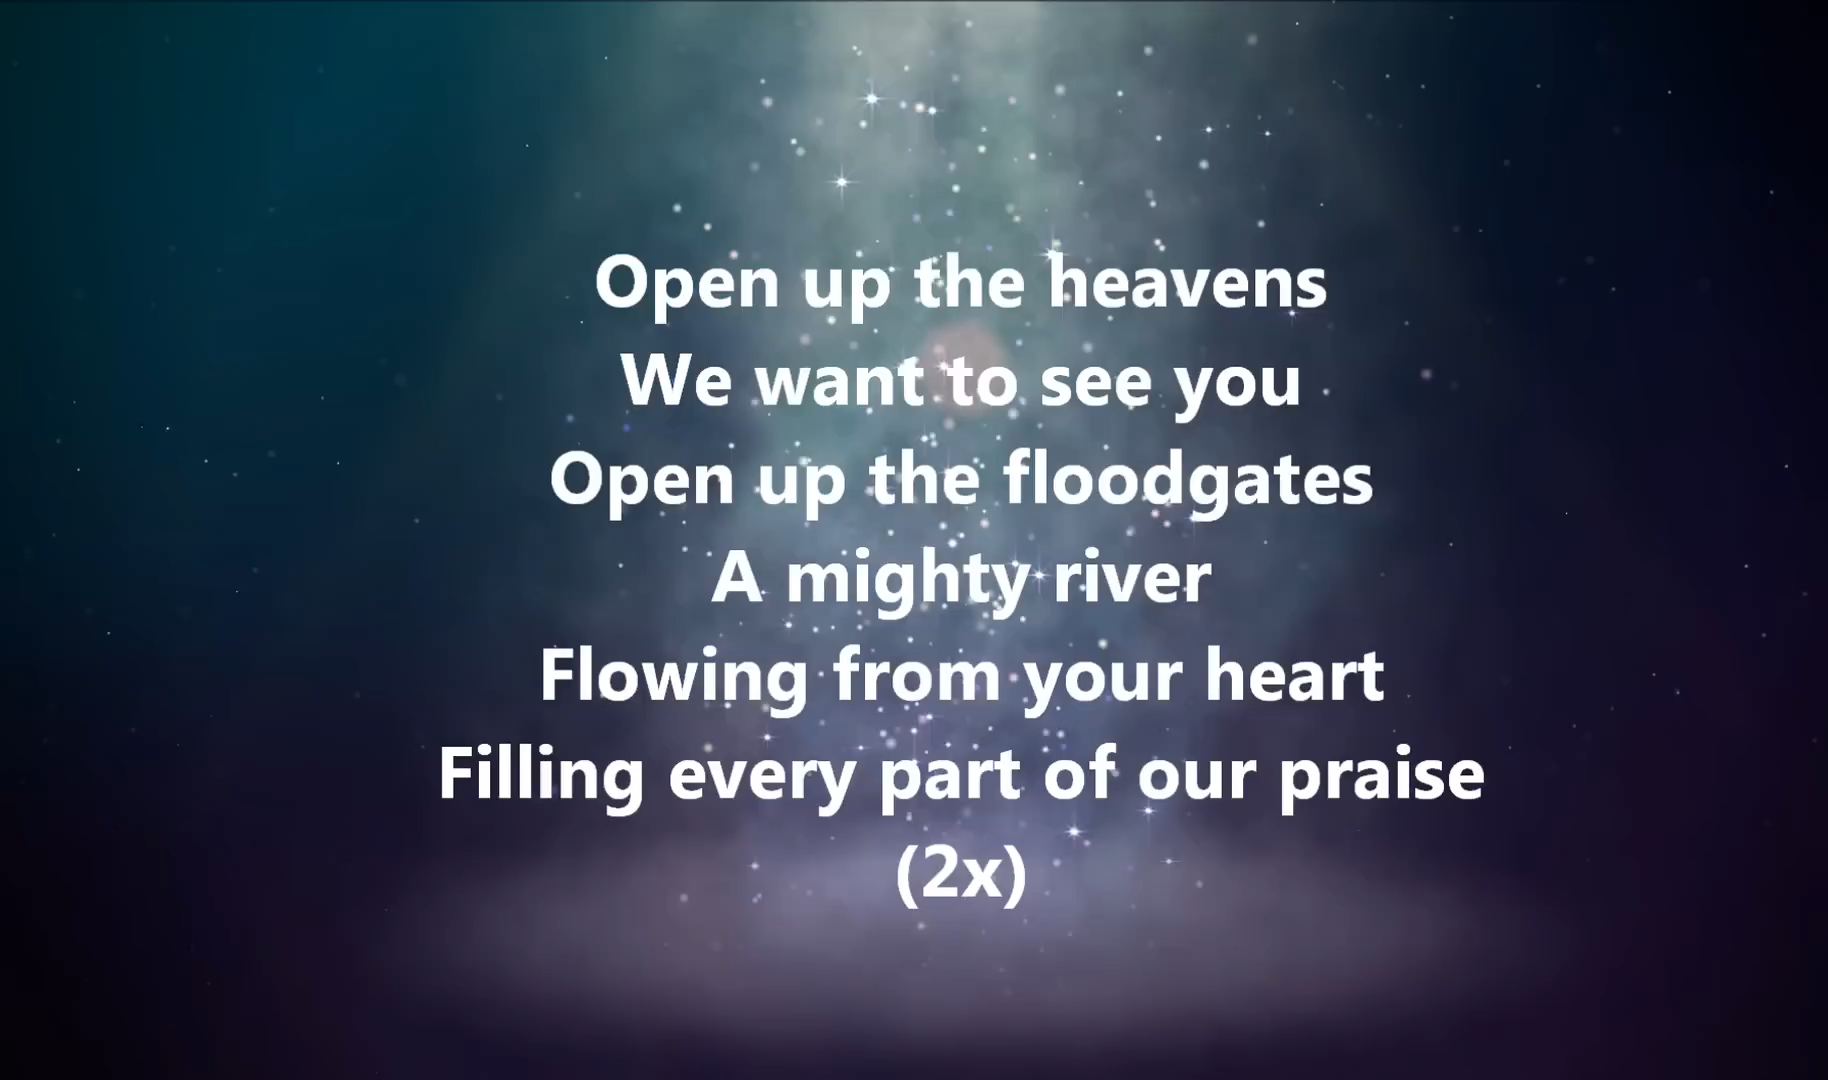 Open up the heavens
We want to see you
Open up the floodgates
A mighty river
Flowing from your heart
Filling every part of our praise
(2x)